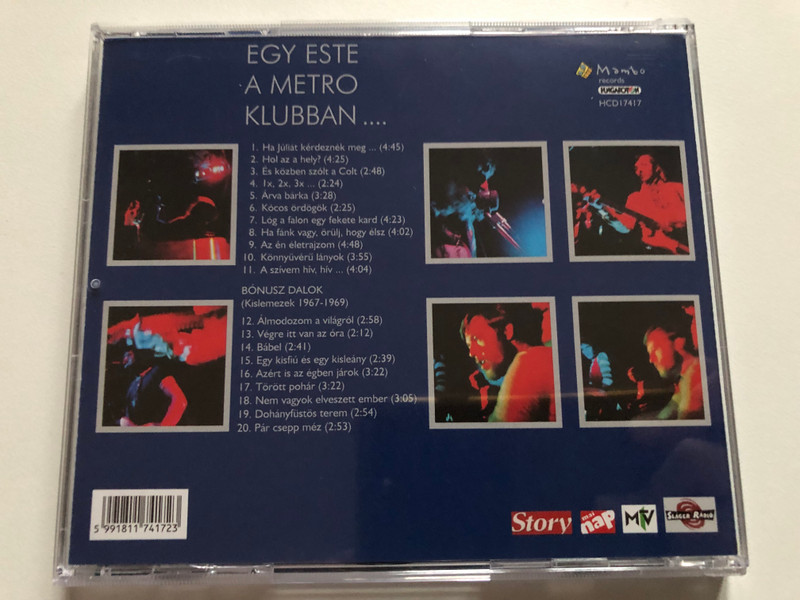 EGY ESTE
A METRO
KLUBBAN ....
Mambo
records
HUNGAROTON
HCD17417
1. Ha Júliát kérdeznék meg ... (4:45)
2. Hol az a hely? (4:25)
3. És közben szólt a Colt (2:48)
4. 1x, 2x, 3x ... (2:24)
5. Árva bárka (3:28)
6. Kócos ördögök (2:25)
7. Lóg a falon egy fekete kard (4:23)
8. Ha fánk vagy, örülj, hogy élsz (4:02)
9. Az én életrajzom (4:48)
10. Könnyűvérű lányok (3:55)
11. A szívem hív, hív ... (4:04)
BÓNUSZ DALOK
(Kislemezek 1967-1969)
12. Álmodozom a világról (2:58)
13. Végre itt van az óra (2:12)
14. Bábel (2:41)
15. Egy kisfiú és egy kisleány (2:39)
16. Azért is az égben járok (3:22)
17. Törött pohár (3:22)
18. Nem vagyok elveszett ember (3:05)
19. Dohányfüstös terem (2:54)
20. Pár csepp méz (2:53)
5 991811 741723
Story
mai
nap
MTV
SLÁGER RÁDIÓ